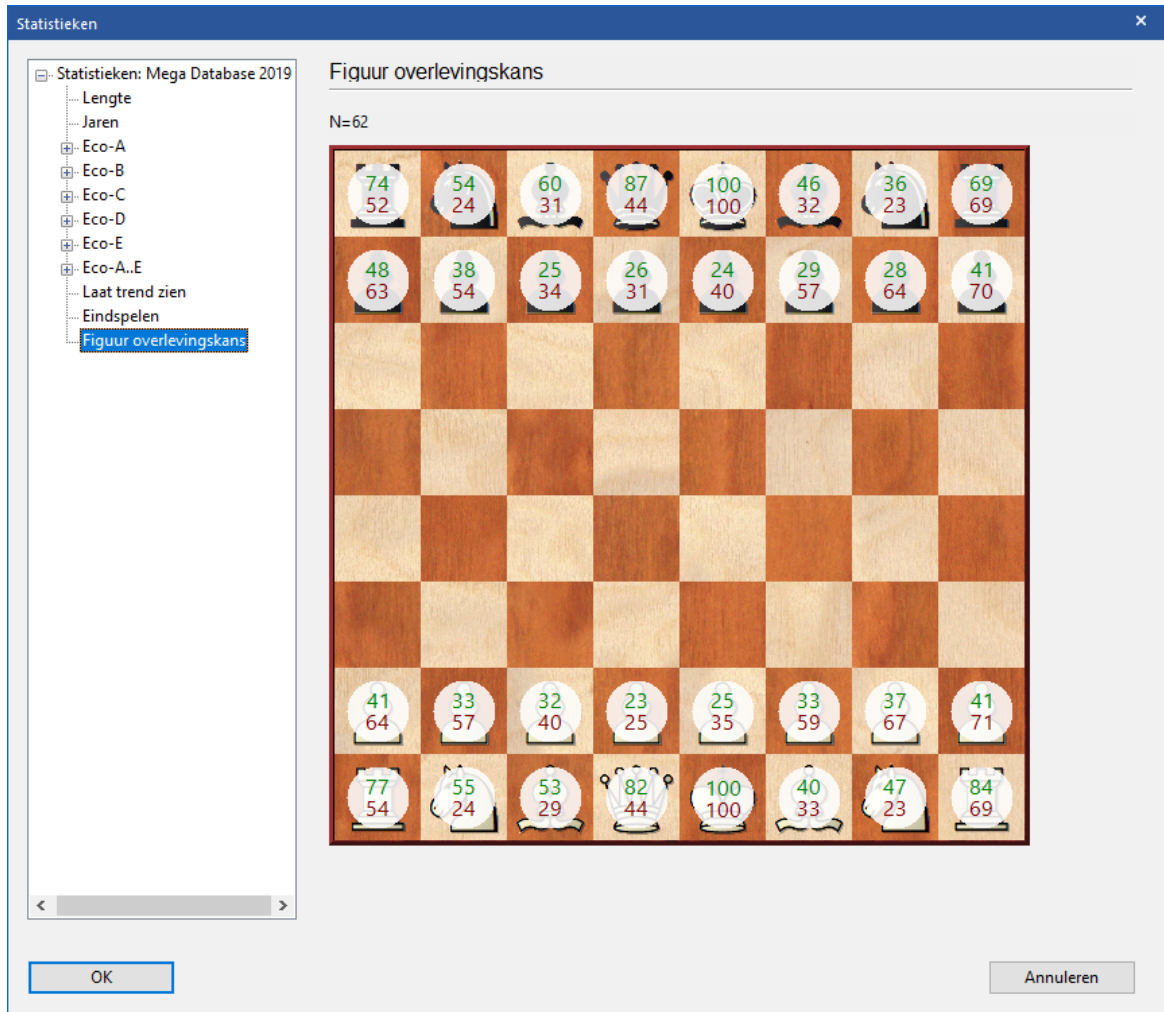 Statistieken
Statistieken: Mega Database 2019
Lengte
Jaren
Eco-A
Eco-B
Eco-C
Eco-D
Eco-E
Eco-A..E
Laat trend zien
Eindspelen
Figuur overlevingskans
Figuur overlevingskans
N=62
74 54 60 87 100 46 36 69
52 24 31 44 100 32 23 69
48 38 25 26 24 29 28 41
63 54 34 31 40 57 64 70
41 33 32 23 25 33 37 41
64 57 40 25 35 59 67 71
77 55 53 82 100 40 47 84
54 24 29 44 100 33 23 69
OK
Annuleren